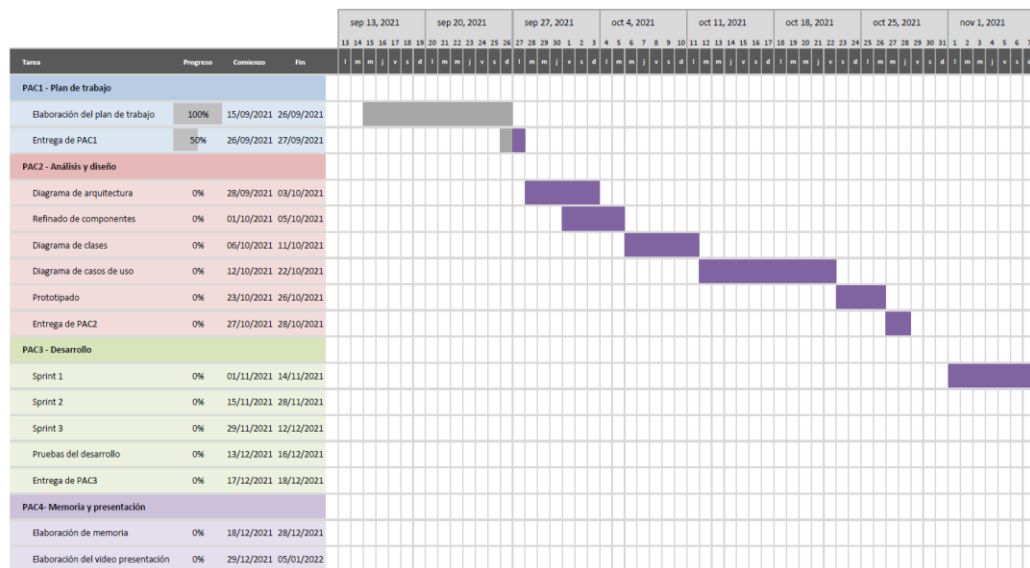 sep 13, 2021 sep 20, 2021 sep 27, 2021 oct 4, 2021 oct 11, 2021 oct 18, 2021 oct 25, 2021 nov 1, 2021
13 14 15 16 17 18 19 20 21 22 23 24 25 26 27 28 29 30 1 2 3 4 5 6 7 8 9 10 11 12 13 14 15 16 17 18 19 20 21 22 23 24 25 26 27 28 29 30 31 1 2 3 4 5 6 7
Tarea Progreso Comienzo Fin l m m j v s d l m m j v s d l m m j v s d l m m j v s d l m m j v s d l m m j v s d l m m j v s d l m m j v s d
PAC1 - Plan de trabajo
Elaboración del plan de trabajo 100% 15/09/2021 26/09/2021
Entrega de PAC1 50% 26/09/2021 27/09/2021
PAC2 - Análisis y diseño
Diagrama de arquitectura 0% 28/09/2021 03/10/2021
Refinado de componentes 0% 01/10/2021 05/10/2021
Diagrama de clases 0% 06/10/2021 11/10/2021
Diagrama de casos de uso 0% 12/10/2021 22/10/2021
Prototipado 0% 23/10/2021 26/10/2021
Entrega de PAC2 0% 27/10/2021 28/10/2021
PAC3 - Desarrollo
Sprint 1 0% 01/11/2021 14/11/2021
Sprint 2 0% 15/11/2021 28/11/2021
Sprint 3 0% 29/11/2021 12/12/2021
Pruebas del desarrollo 0% 13/12/2021 16/12/2021
Entrega de PAC3 0% 17/12/2021 18/12/2021
PAC4- Memoria y presentación
Elaboración de memoria 0% 18/12/2021 28/12/2021
Elaboración del video presentación 0% 29/12/2021 05/01/2022